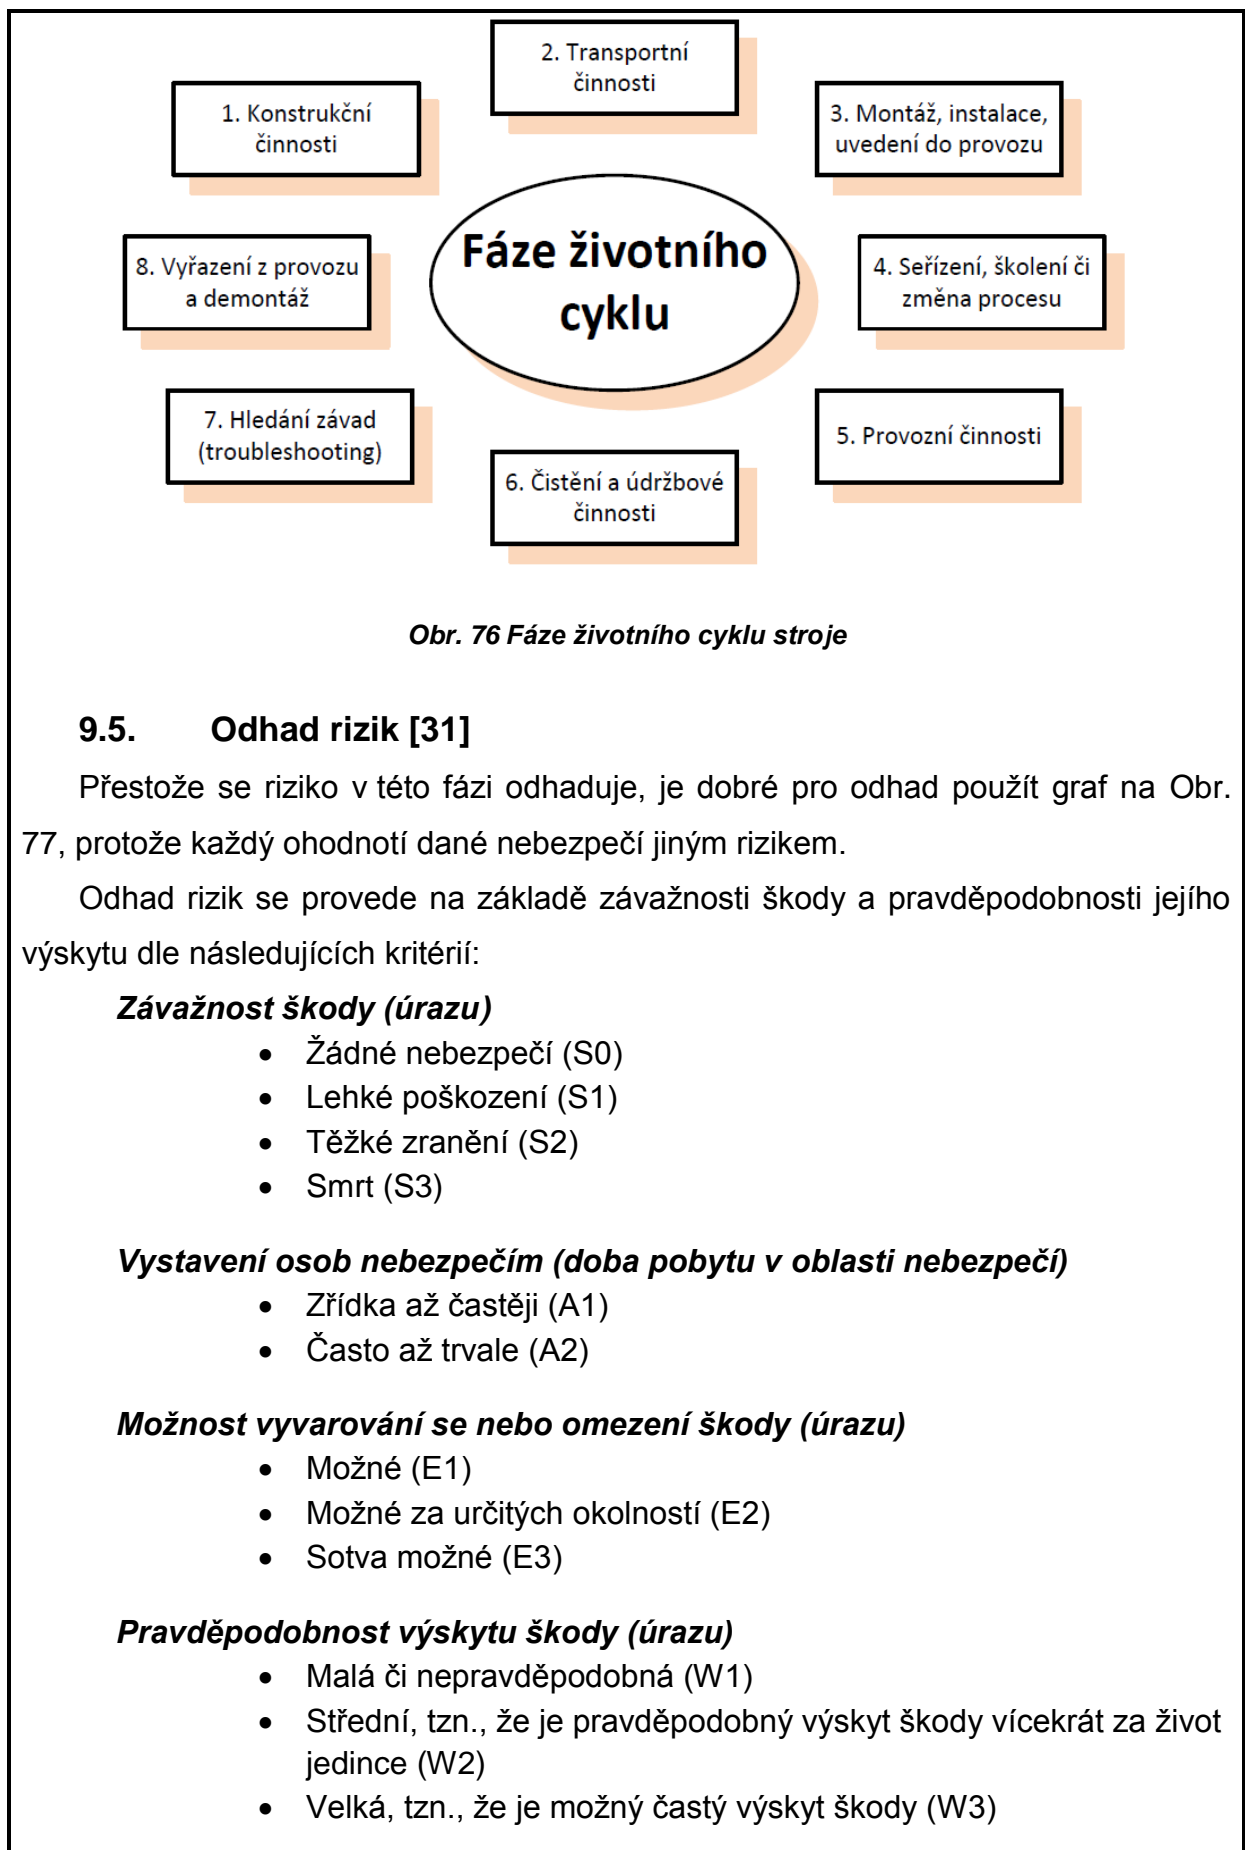 1. Konstrukční
činnosti
2. Transportní
činnosti
3. Montáž, instalace,
uvedení do provozu
8. Vyřazení z provozu
a demontáž
Fáze životního
cyklu
4. Seřízení, školení či
změna procesu
7. Hledání závad
(troubleshooting)
6. Čistění a údržbové
činnosti
5. Provozní činnosti
Obr. 76 Fáze životního cyklu stroje
9.5. Odhad rizik [31]
Přestože se riziko v této fázi odhaduje, je dobré pro odhad použít graf na Obr.
77, protože každý ohodnotí dané nebezpečí jiným rizikem.
Odhad rizik se provede na základě závažnosti škody a pravděpodobnosti jejího
výskytu dle následujících kritérií:
Závažnost škody (úrazu)
• Žádné nebezpečí (S0)
• Lehké poškození (S1)
• Těžké zranění (S2)
• Smrt (S3)
Vystavení osob nebezpečím (doba pobytu v oblasti nebezpečí)
• Zřídka až častěji (A1)
• Často až trvale (A2)
Možnost vyvarování se nebo omezení škody (úrazu)
• Možné (E1)
• Možné za určitých okolností (E2)
• Sotva možné (E3)
Pravděpodobnost výskytu škody (úrazu)
• Malá či nepravděpodobná (W1)
• Střední, tzn., že je pravděpodobný výskyt škody vícekrát za život
jedince (W2)
• Velká, tzn., že je možný častý výskyt škody (W3)